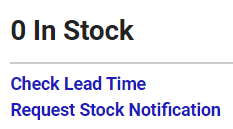 0 In Stock
Check Lead Time
Request Stock Notification